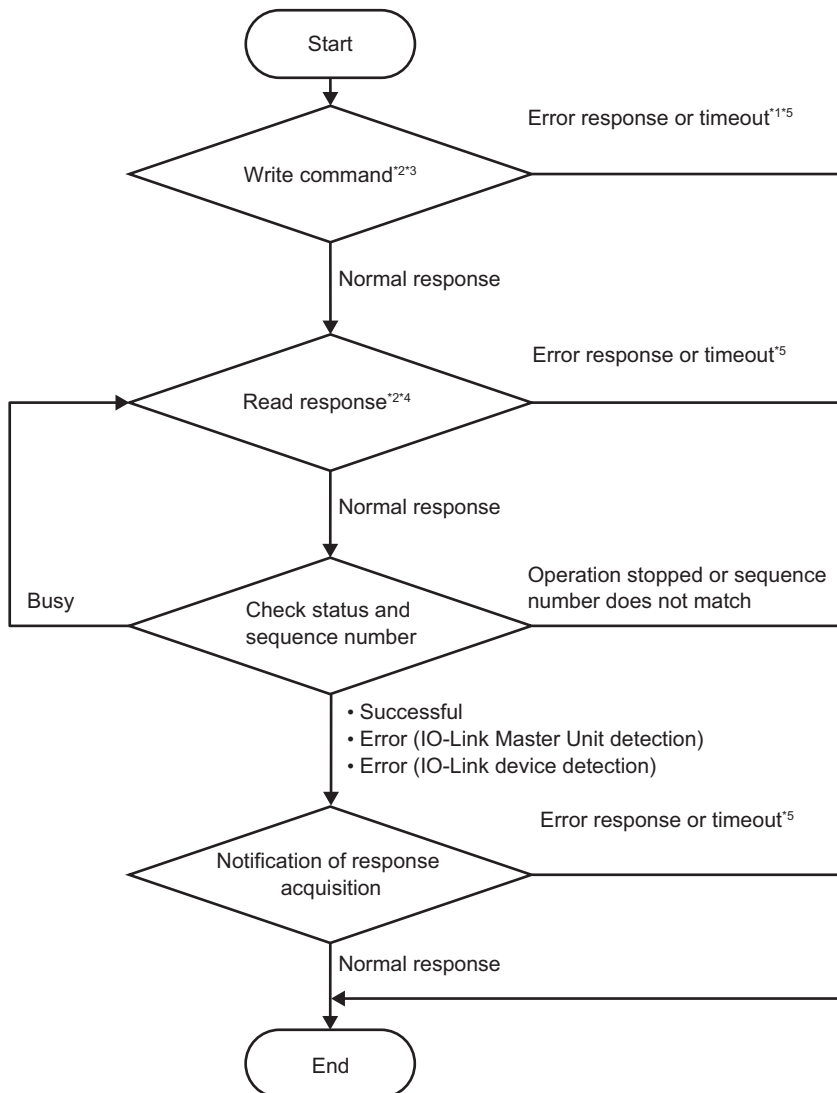 Start
Error response or timeout*1*5
Write command*2*3
Normal response
Error response or timeout*5
Read response*2*4
Normal response
Operation stopped or sequence
number does not match
Busy
Check status and
sequence number
• Successful
• Error (IO-Link Master Unit detection)
• Error (IO-Link device detection)
Error response or timeout*5
Notification of response
acquisition
Normal response
End